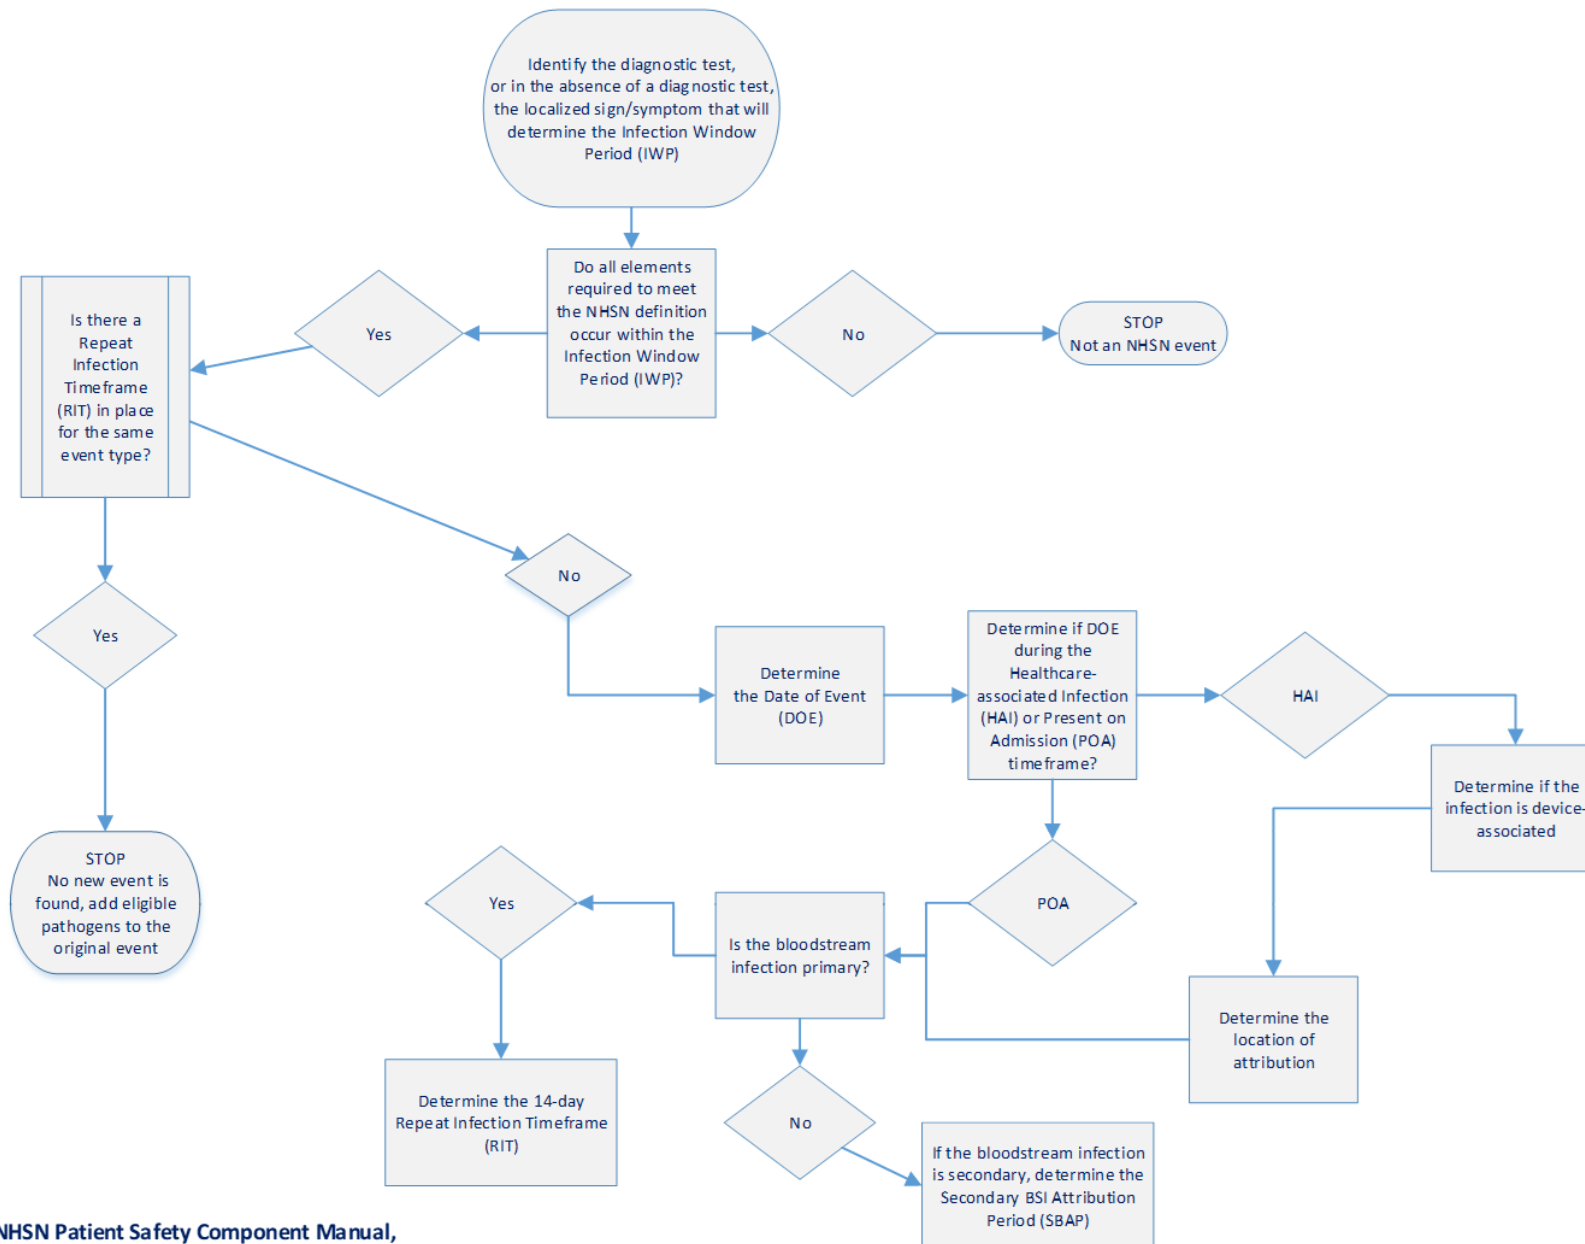 Identify the diagnostic test,
or in the absence of a diagnostic test,
the localized sign/symptom that will
determine the Infection Window
Period (IWP)
Do all elements
required to meet
the NHSN definition
occur within the
Infection Window
Period (IWP)?
Yes
No
STOP
Not an NHSN event
Is there a
Repeat
Infection
Timeframe
(RIT) in place
for the same
event type?
Yes
STOP
No new event is
found, add eligible
pathogens to the
original event
No
Determine
the Date of Event
(DOE)
Determine if DOE
during the
Healthcare-
associated Infection
(HAI) or Present on
Admission (POA)
timeframe?
HAI
Determine if the
infection is device-
associated
Determine the
location of
attribution
POA
Is the bloodstream
infection primary?
Yes
Determine the 14-day
Repeat Infection Timeframe
(RIT)
No
If the bloodstream infection
is secondary, determine the
Secondary BSI Attribution
Period (SBAP)
NHSN Patient Safety Component Manual,